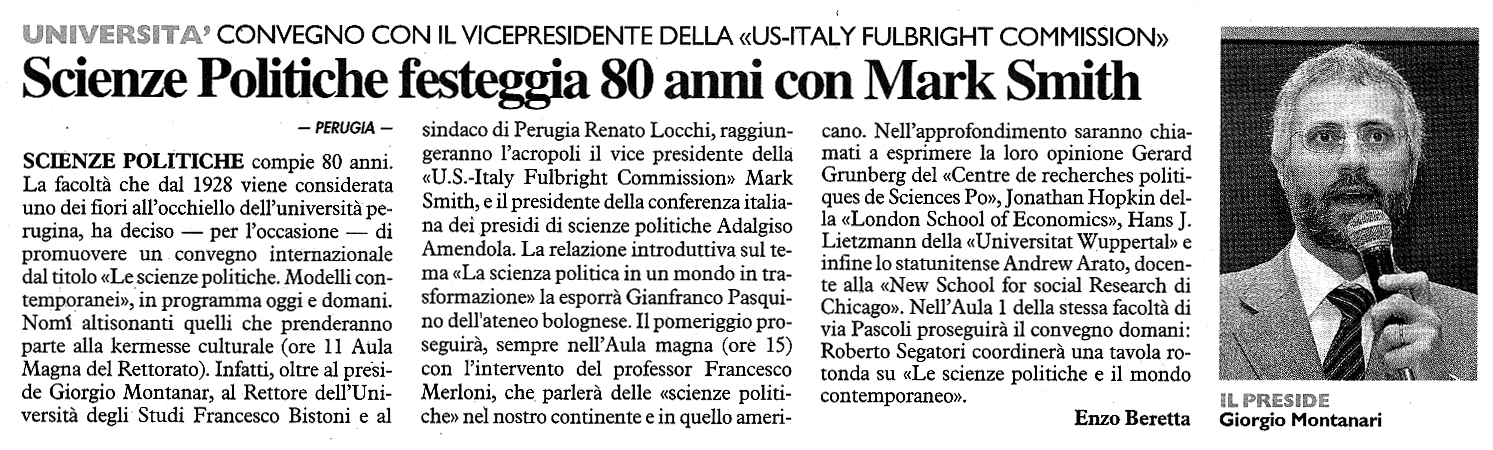 UNIVERSITA' CONVEGNO CON IL VICEPRESIDENTE DELLA «US-ITALY FULBRIGHT COMMISSION»
Scienze Politiche festeggia 80 anni con Mark Smith
— PERUGIA —
SCIENZE POLITICHE compie 80 anni.
La facoltà che dal 1928 viene considerata
uno dei fiori all'occhiello dell'università pe-
rugina, ha deciso — per l'occasione — di
promuovere un convegno internazionale
dal titolo «Le scienze politiche. Modelli con-
temporanei», in programma oggi e domani.
Nomi altisonanti quelli che prenderanno
parte alla kermesse culturale (ore 11 Aula
Magna del Rettorato). Infatti, oltre al presi-
de Giorgio Montanar, al Rettore dell'Uni-
versità degli Studi Francesco Bistoni e al
sindaco di Perugia Renato Locchi, raggiun-
geranno l'acropoli il vice presidente della
«U.S.-Italy Fulbright Commission» Mark
Smith, e il presidente della conferenza italia-
na dei presidi di scienze politiche Adalgiso
Amendola. La relazione introduttiva sul te-
ma «La scienza politica in un mondo in tra-
sformazione» la esporrà Gianfranco Pasqui-
no dell'ateneo bolognese. Il pomeriggio pro-
seguirà, sempre nell'Aula magna (ore 15)
con l'intervento del professor Francesco
Merloni, che parlerà delle «scienze politi-
che» nel nostro continente e in quello ameri-
cano. Nell'approfondimento saranno chia-
mati a esprimere la loro opinione Gerard
Grunberg del «Centre de recherches politi-
ques de Sciences Po», Jonathan Hopkin del-
la «London School of Economics», Hans J.
Lietzmann della «Universitat Wuppertal» e
infine lo statunitense Andrew Arato, docen-
te alla «New School for social Research di
Chicago». Nell'Aula 1 della stessa facoltà di
via Pascoli proseguirà il convegno domani:
Roberto Segatori coordinerà una tavola ro-
tonda su «Le scienze politiche e il mondo
contemporaneo».
Enzo Beretta
IL PRESIDE
Giorgio Montanari